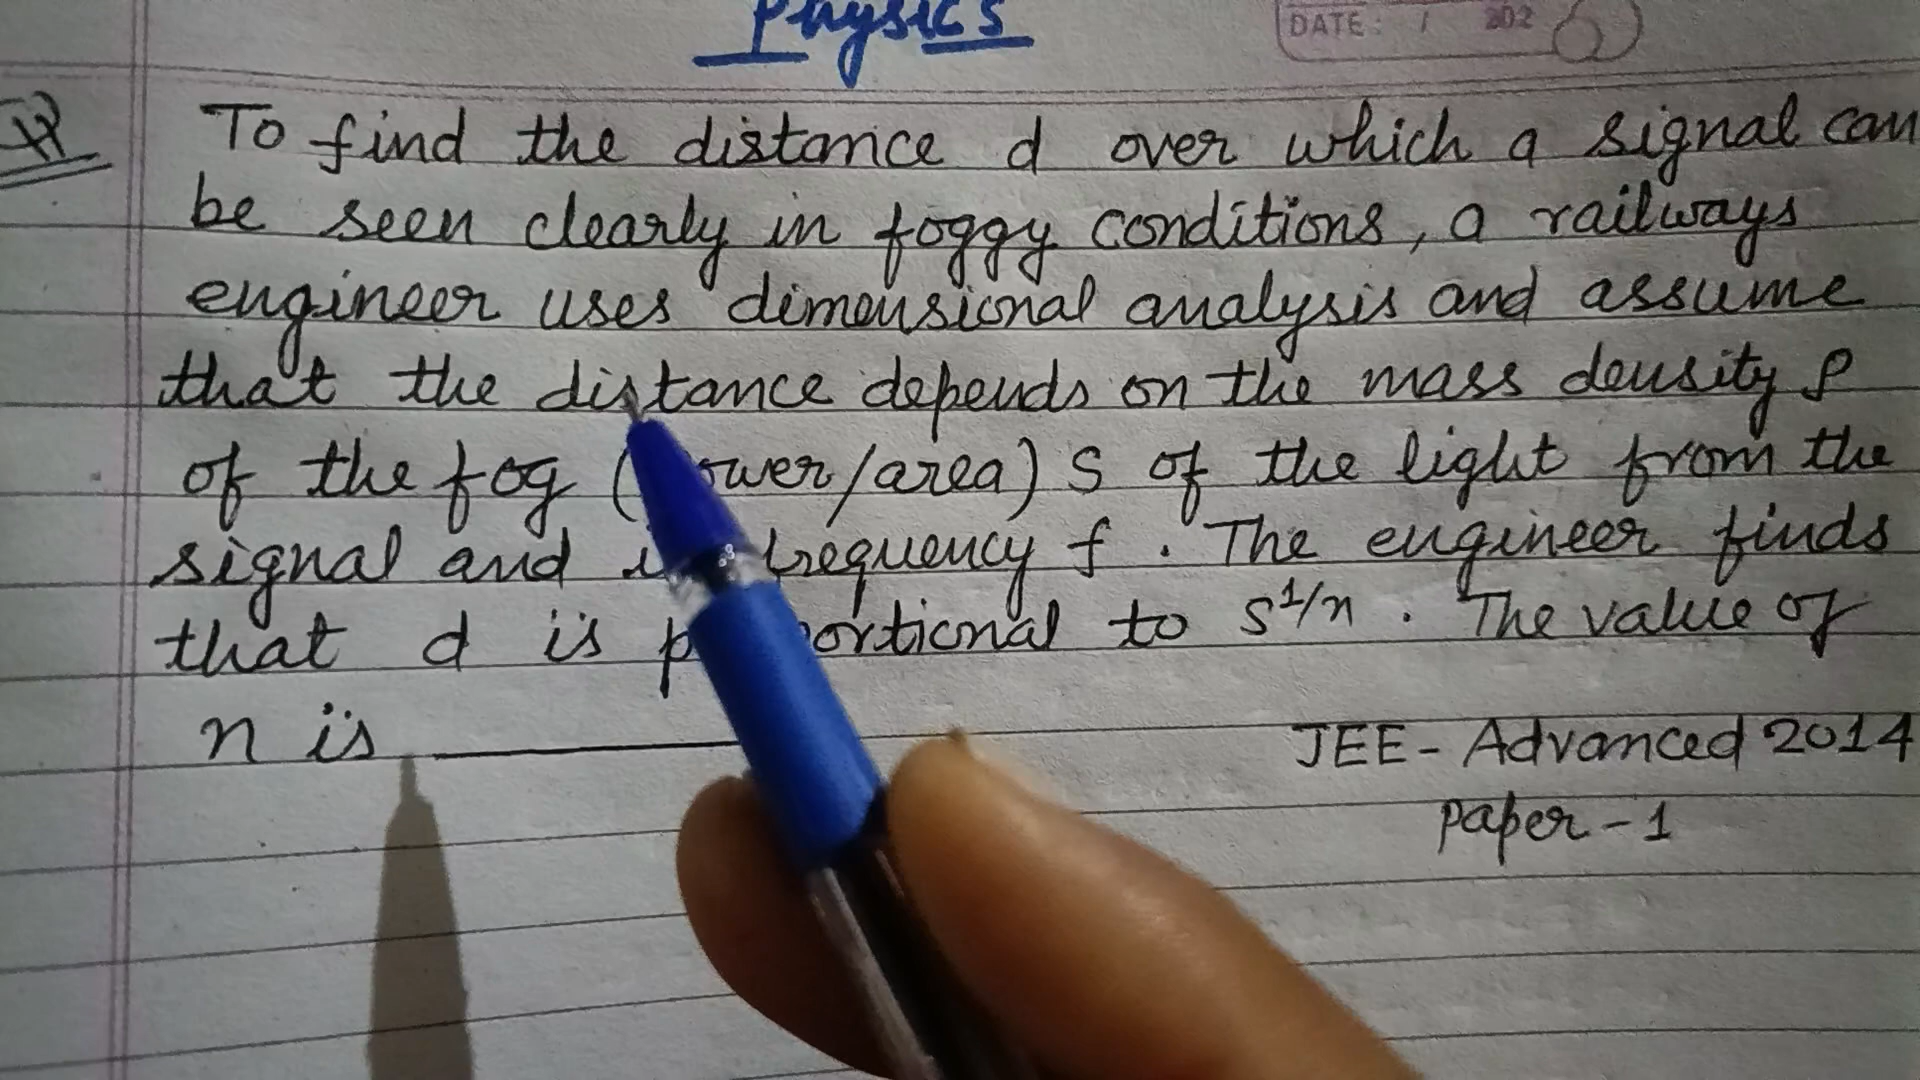 Physics
DATE: / 202
To find the distance d over which a signal can
be seen clearly in foggy conditions, a railways
engineer uses dimensional analysis and assume
that the distance depends on the mass density ρ
of the fog (ower/area) S of the light from the
signal and frequency f. The engineer finds
that d is portional to S^1/n. The value of
n is
JEE-Advanced 2014
Paper-1